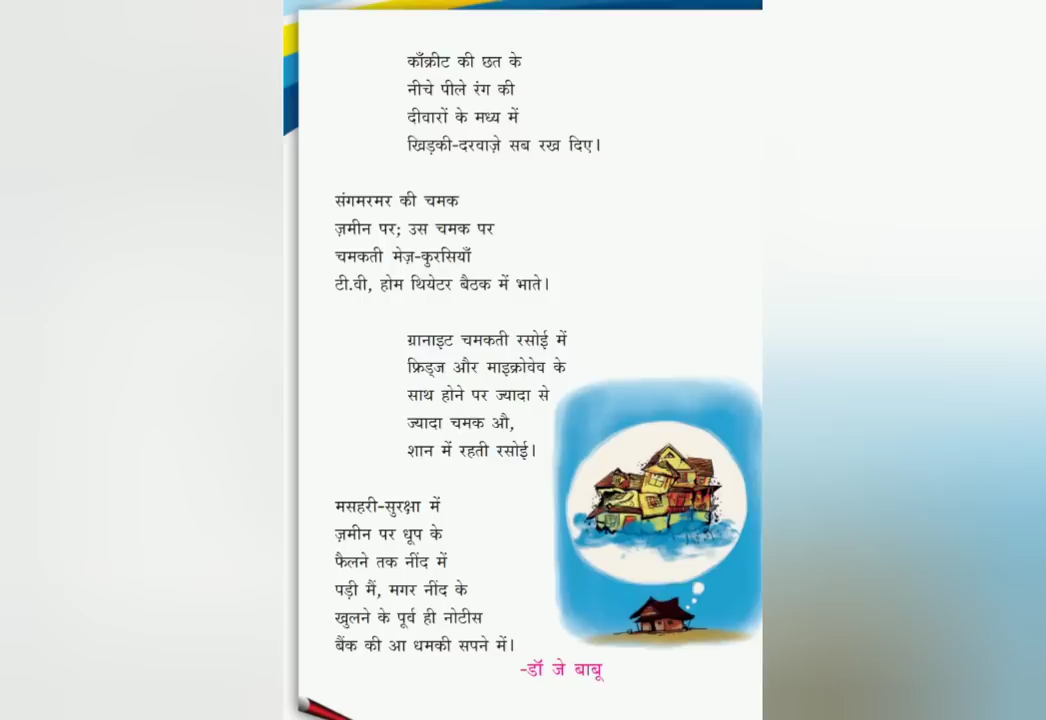 काँक्रीट की छत के
नीचे पीले रंग की
दीवारों के मध्य में
खिड़की-दरवाज़े सब रख दिए।
संगमरमर की चमक
ज़मीन पर; उस चमक पर
चमकती मेज़-कुरसियाँ
टी.वी, होम थियेटर बैठक में भाते।
ग्रानाइट चमकती रसोई में
फ्रिड्ज और माइक्रोवेव के
साथ होने पर ज्यादा से
ज्यादा चमक औ,
शान में रहती रसोई।
मसहरी-सुरक्षा में
ज़मीन पर धूप के
फैलने तक नींद में
पड़ी मैं, मगर नींद के
खुलने के पूर्व ही नोटीस
बैंक की आ धमकी सपने में।
-डॉ जे बाबू